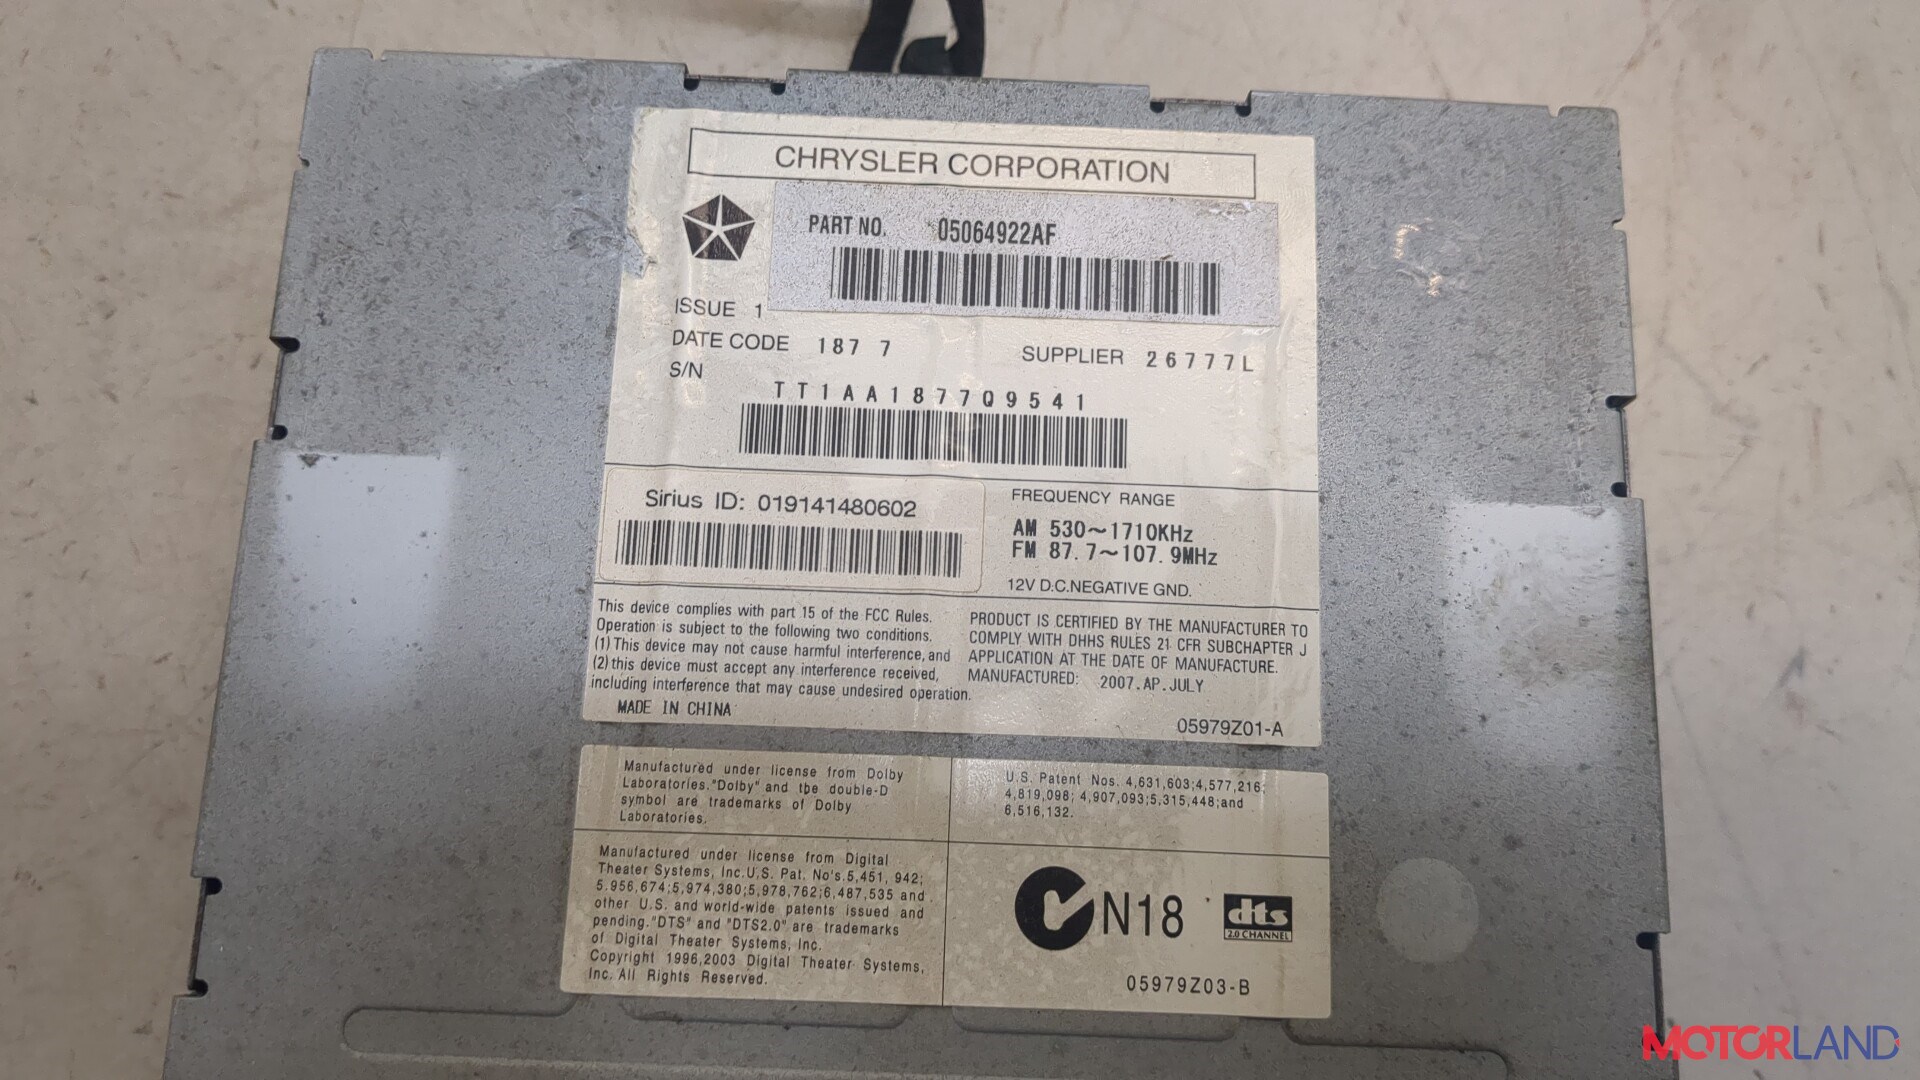 CHRYSLER CORPORATION
PART NO. 05064922AF
ISSUE 1
DATE CODE 187 7
SUPPLIER 26777L
S/N
TT1AA1877Q9541
Sirius ID: 019141480602
FREQUENCY RANGE
AM 530~1710KHz
FM 87.7~107.9MHz
12V D.C.NEGATIVE GND.
This device complies with part 15 of the FCC Rules.
Operation is subject to the following two conditions.
(1) This device may not cause harmful interference, and
(2) this device must accept any interference received,
including interference that may cause undesired operation.
MADE IN CHINA
PRODUCT IS CERTIFIED BY THE MANUFACTURER TO
COMPLY WITH DHHS RULES 21 CFR SUBCHAPTER J
APPLICATION AT THE DATE OF MANUFACTURE.
MANUFACTURED: 2007.AP.JULY
05979Z01-A
Manufactured under license from Dolby
Laboratories."Dolby" and the double-D
symbol are trademarks of Dolby
Laboratories.
U.S. Patent Nos. 4,631,603;4,577,216;
4,819,098; 4,907,093;5,315,448;and
6,516,132.
Manufactured under license from Digital
Theater Systems, Inc.U.S. Pat. No's.5,451, 942;
5.956,674;5,974,380;5,978,762;6,487,535 and
other U.S. and world-wide patents issued and
pending."DTS" and "DTS2.0" are trademarks
of Digital Theater Systems, Inc.
Copyright 1996,2003 Digital Theater Systems,
Inc. All Rights Reserved.
N18
dts
2.0 CHANNEL
05979Z03-B
MOTORLAND